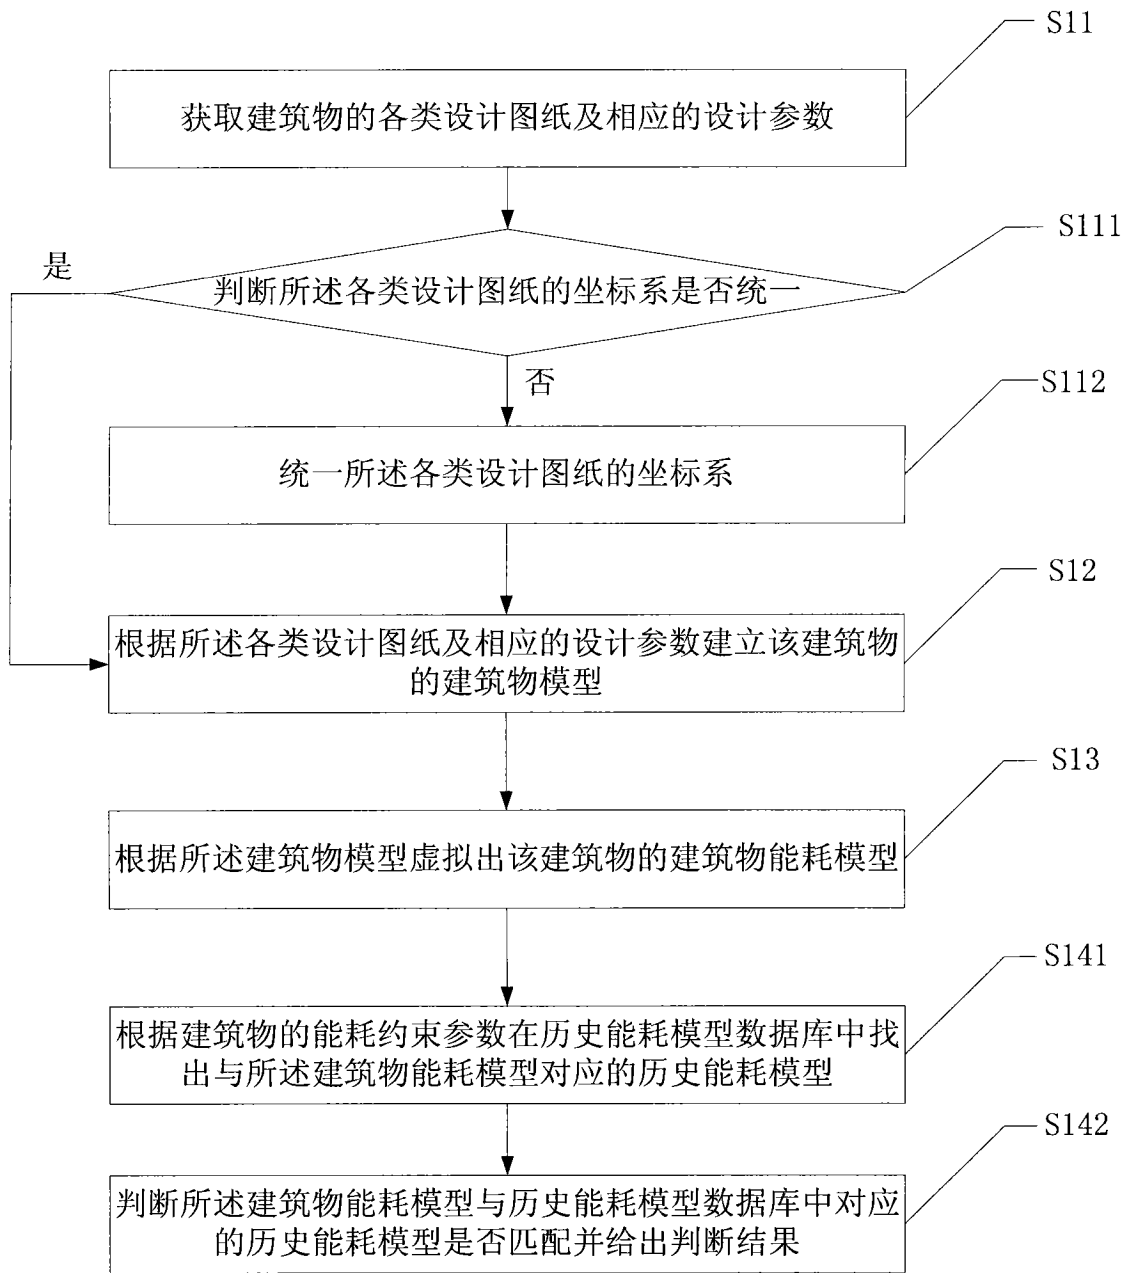 S11
获取建筑物的各类设计图纸及相应的设计参数
S111
是
判断所述各类设计图纸的坐标系是否统一
否
S112
统一所述各类设计图纸的坐标系
S12
根据所述各类设计图纸及相应的设计参数建立该建筑物
的建筑物模型
S13
根据所述建筑物模型虚拟出该建筑物的建筑物能耗模型
S141
根据建筑物的能耗约束参数在历史能耗模型数据库中找
出与所述建筑物能耗模型对应的历史能耗模型
S142
判断所述建筑物能耗模型与历史能耗模型数据库中对应
的历史能耗模型是否匹配并给出判断结果